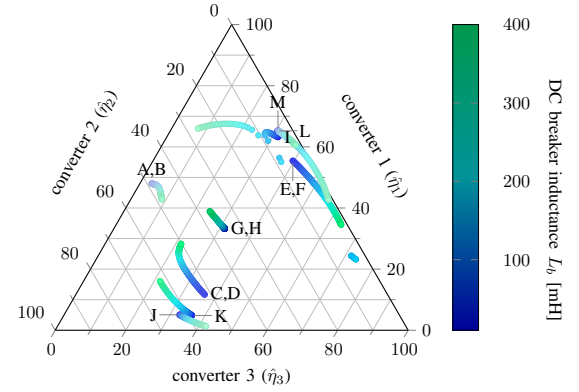 0
100
400
20
80
300
200
100
DC breaker inductance L_b [mH]
M
L
converter 2 (η̂₂)
converter 1 (η̂₁)
40
60
A,B
E,F
60
40
G,H
80
20
C,D
100
J
K
0
0
20
40
60
80
100
converter 3 (η̂₃)